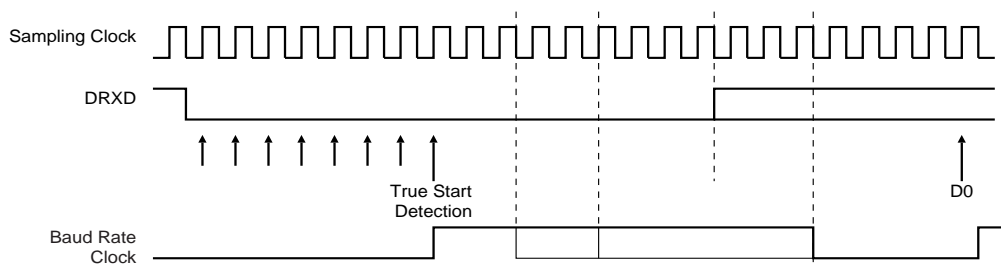 Sampling Clock
DRXD
True Start
Detection
D0
Baud Rate
Clock